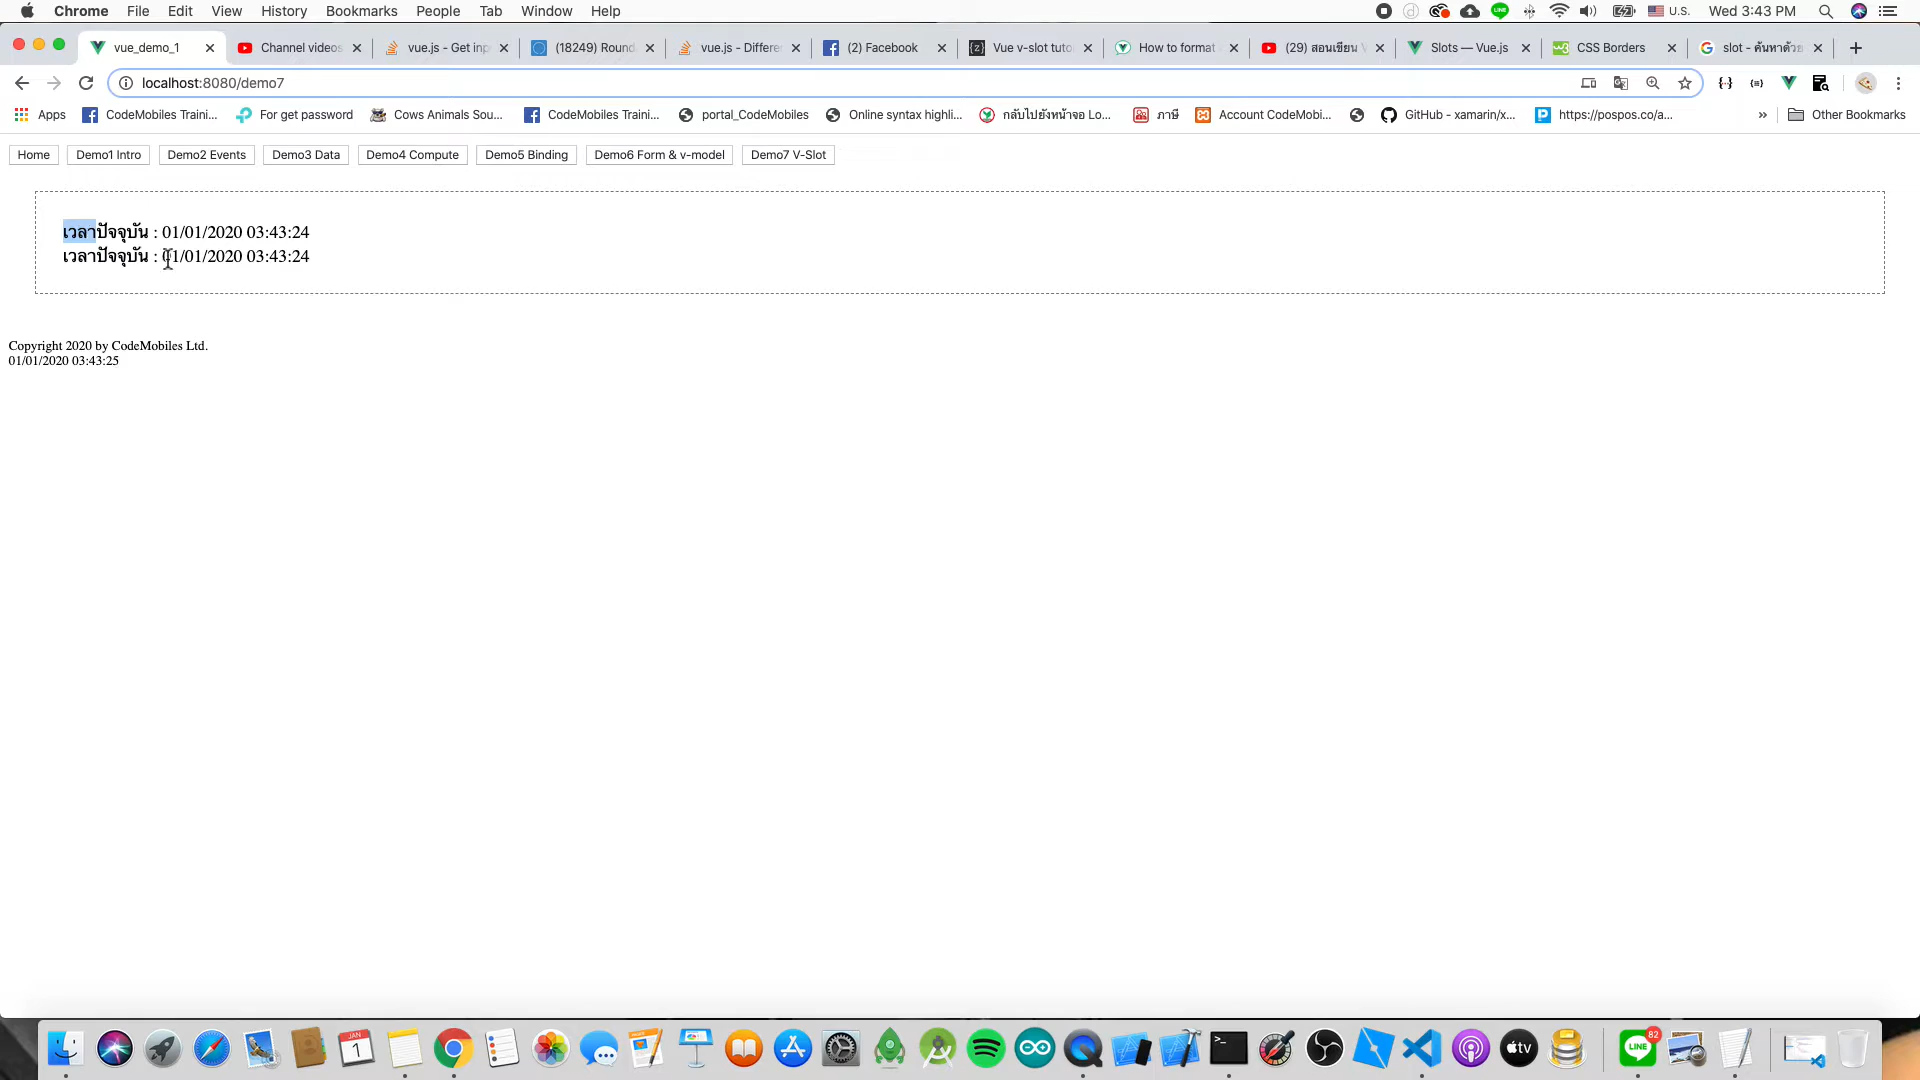 Chrome File Edit View History Bookmarks People Tab Window Help U.S. Wed 3:43 PM
vue_demo_1 Channel videos vue.js - Get inp (18249) Round vue.js - Differe (2) Facebook Vue v-slot tuto How to format (29) สอนเขียน V Slots — Vue.js CSS Borders slot - ค้นหาด้วย
localhost:8080/demo7
Apps CodeMobiles Traini... For get password Cows Animals Sou... CodeMobiles Traini... portal_CodeMobiles Online syntax highli... กลับไปยังหน้าจอ Lo... ภาษี Account CodeMobi... GitHub - xamarin/x... https://pospos.co/a... » Other Bookmarks
Home Demo1 Intro Demo2 Events Demo3 Data Demo4 Compute Demo5 Binding Demo6 Form & v-model Demo7 V-Slot
เวลาปัจจุบัน : 01/01/2020 03:43:24
เวลาปัจจุบัน : 01/01/2020 03:43:24
Copyright 2020 by CodeMobiles Ltd.
01/01/2020 03:43:25
JAN
1
82
tv